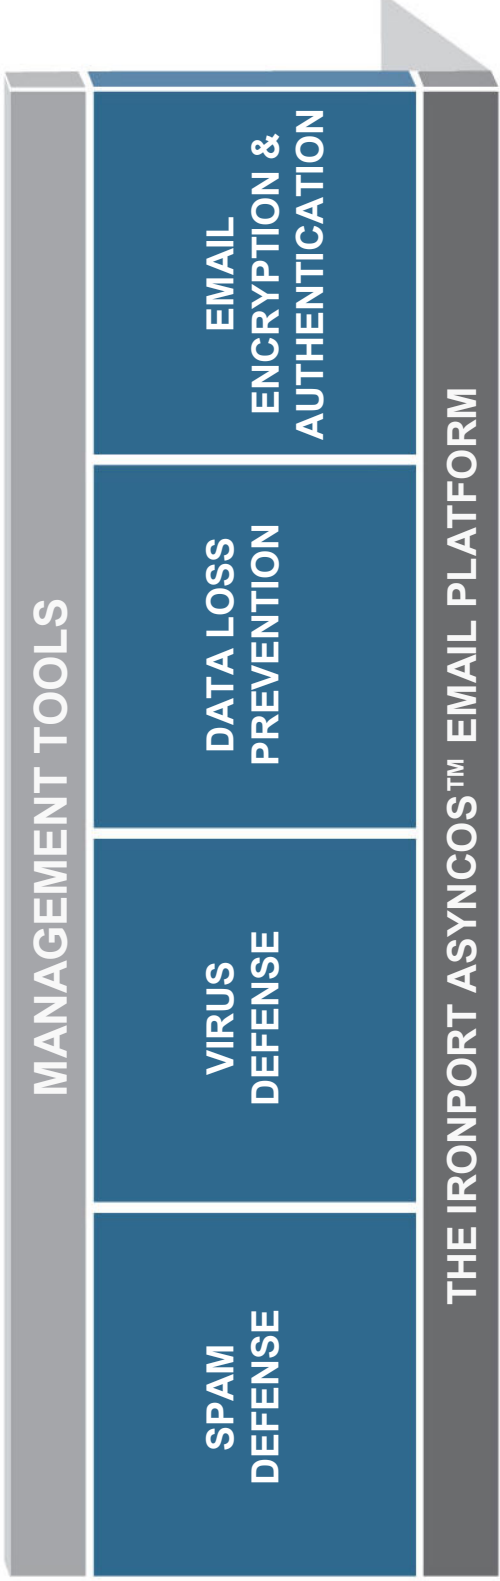 MANAGEMENT TOOLS
SPAM
DEFENSE
VIRUS
DEFENSE
DATA LOSS
PREVENTION
EMAIL
ENCRYPTION &
AUTHENTICATION
THE IRONPORT ASYNCOS™ EMAIL PLATFORM